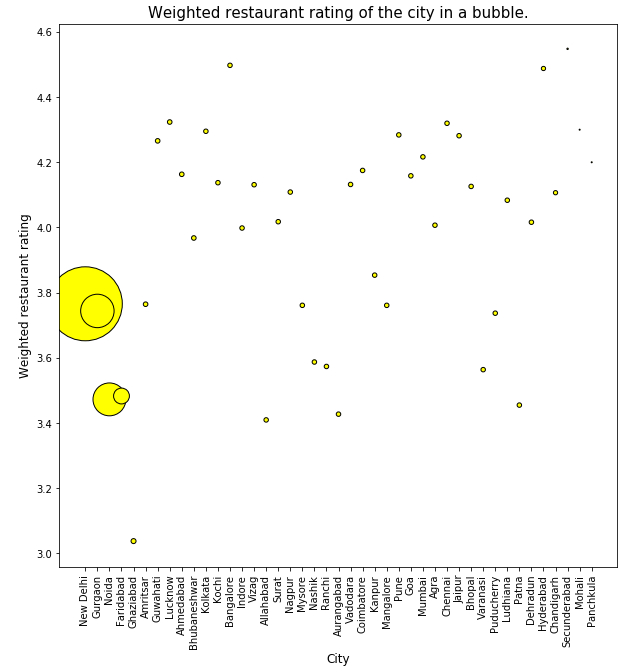 Weighted restaurant rating of the city in a bubble.
Weighted restaurant rating
4.6
4.4
4.2
4.0
3.8
3.6
3.4
3.2
3.0
New Delhi
Gurgaon
Noida
Faridabad
Ghaziabad
Amritsar
Guwahati
Lucknow
Ahmedabad
Bhubaneshwar
Kolkata
Kochi
Bangalore
Indore
Vizag
Allahabad
Surat
Nagpur
Mysore
Nashik
Ranchi
Aurangabad
Vadodara
Coimbatore
Kanpur
Mangalore
Pune
Goa
Mumbai
Agra
Chennai
Jaipur
Bhopal
Varanasi
Puducherry
Ludhiana
Patna
Dehradun
Hyderabad
Chandigarh
Secunderabad
Mohali
Panchkula
City